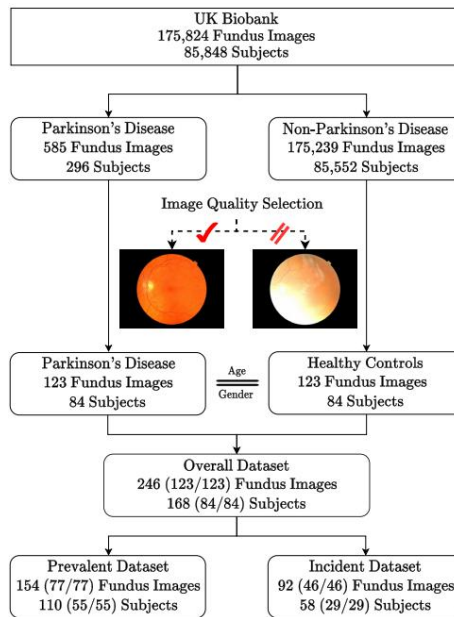 UK Biobank
175,824 Fundus Images
85,848 Subjects
Parkinson's Disease
585 Fundus Images
296 Subjects
Non-Parkinson's Disease
175,239 Fundus Images
85,552 Subjects
Image Quality Selection
Parkinson's Disease
123 Fundus Images
84 Subjects
Age
Gender
Healthy Controls
123 Fundus Images
84 Subjects
Overall Dataset
246 (123/123) Fundus Images
168 (84/84) Subjects
Prevalent Dataset
154 (77/77) Fundus Images
110 (55/55) Subjects
Incident Dataset
92 (46/46) Fundus Images
58 (29/29) Subjects